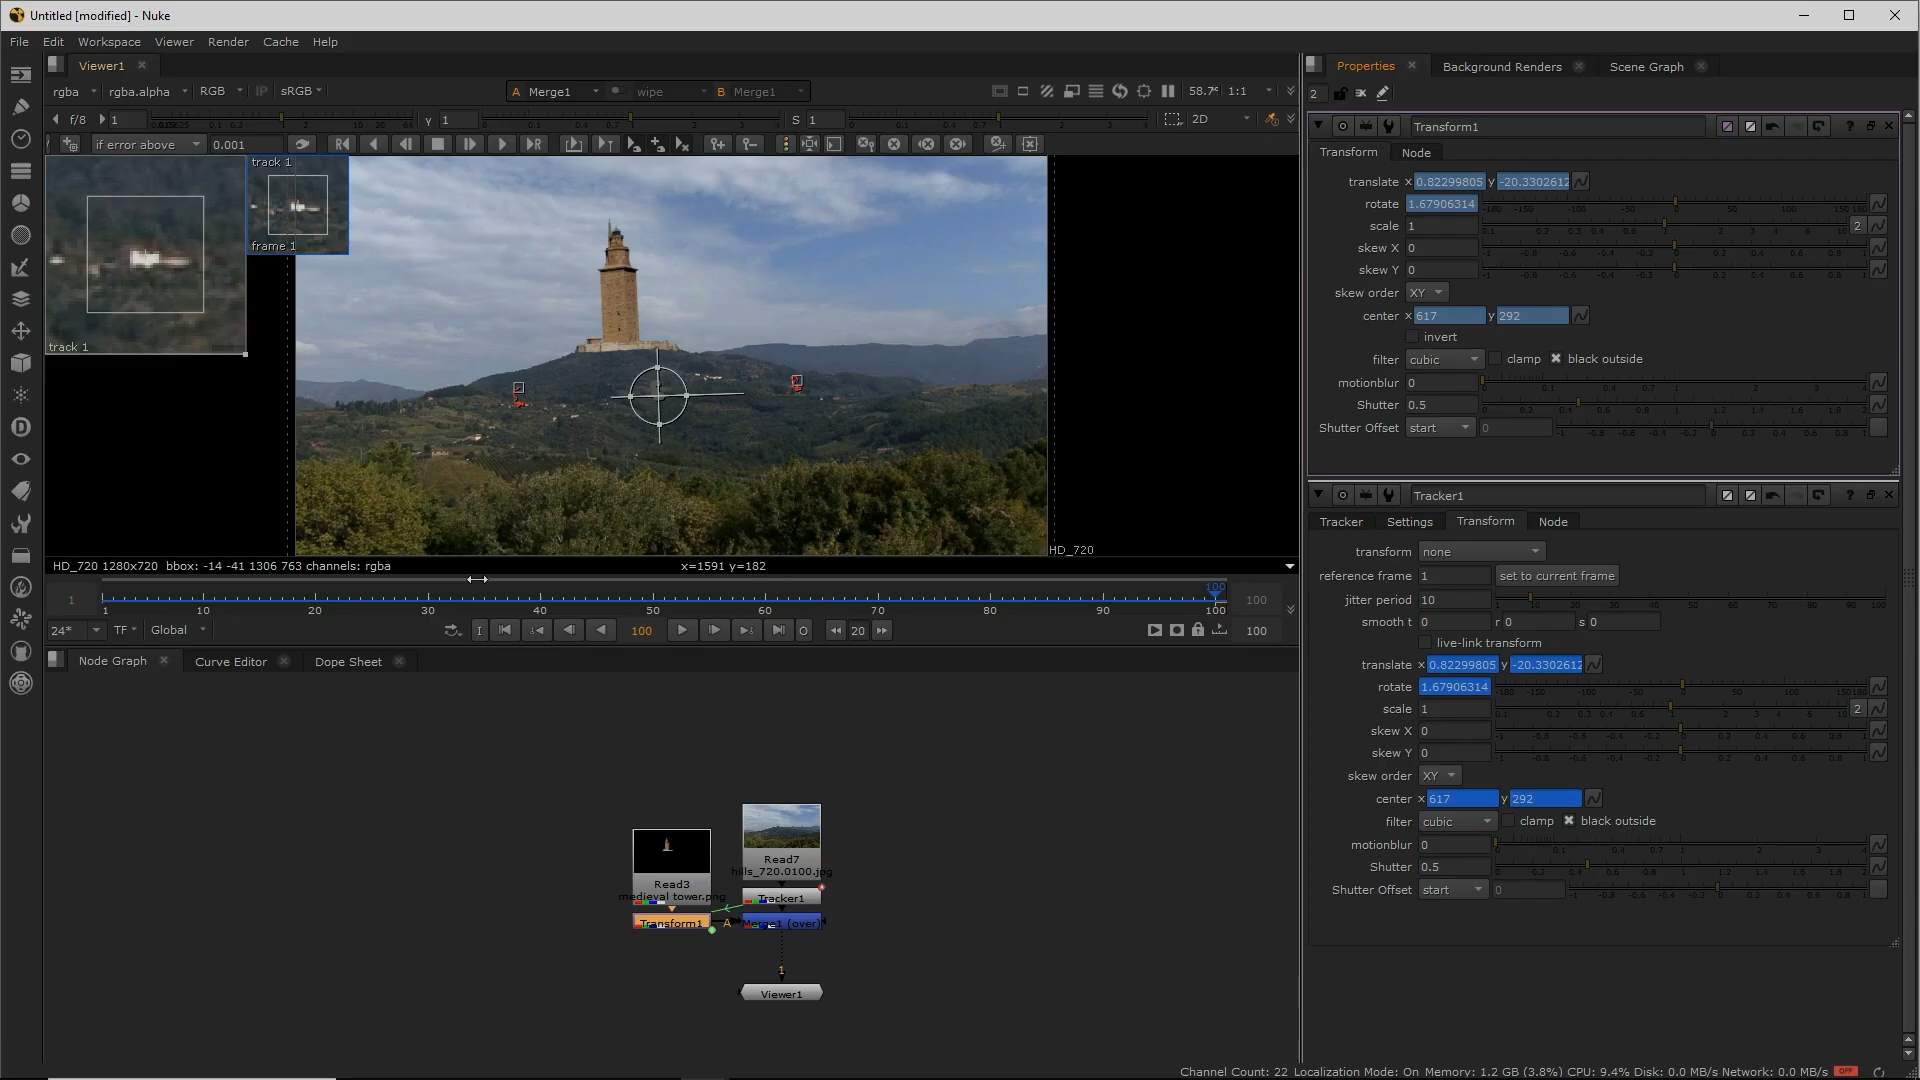 Untitled [modified] - Nuke
File Edit Workspace Viewer Render Cache Help
Viewer1
rgba rgba.alpha RGB IP sRGB A Merge1 wipe B Merge1 58.7 1:1
f/8 1 Y 1 S 1 2D
if error above 0.001
track 1
frame 1
track 1
HD_720
HD_720 1280x720 bbox: -14 -41 1306 763 channels: rgba x=1591 y=182
1 1 10 20 30 40 50 60 70 80 90 100 100 100
24* TF Global I 100 O 20 100
Node Graph Curve Editor Dope Sheet
Read3
medieval tower.png
Transform1
Read7
hills_720.0100.jpg
Tracker1
A
Merge1 (over)
1
Viewer1
Properties Background Renders Scene Graph
2
Transform1
Transform Node
translate x 0.82299805 y -20.3302612
rotate 1.67906314
scale 1 2
skew X 0
skew Y 0
skew order XY
center x 617 y 292
invert
filter cubic clamp black outside
motionblur 0
Shutter 0.5
Shutter Offset start 0
Tracker1
Tracker Settings Transform Node
transform none
reference frame 1 set to current frame
jitter period 10
smooth t 0 r 0 s 0
live-link transform
translate x 0.82299805 y -20.3302612
rotate 1.67906314
scale 1 2
skew X 0
skew Y 0
skew order XY
center x 617 y 292
filter cubic clamp black outside
motionblur 0
Shutter 0.5
Shutter Offset start 0
Channel Count: 22 Localization Mode: On Memory: 1.2 GB (3.8%) CPU: 9.4% Disk: 0.0 MB/s Network: 0.0 MB/s OFF